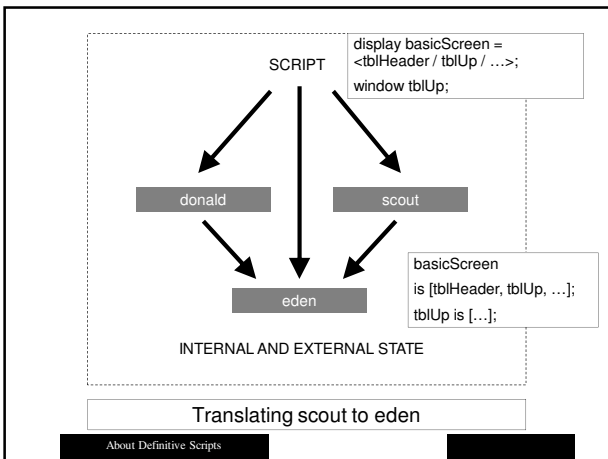 display basicScreen =
<tblHeader / tblUp / …>;
window tblUp;
SCRIPT
donald
scout
basicScreen
is [tblHeader, tblUp, …];
tblUp is […];
eden
INTERNAL AND EXTERNAL STATE
Translating scout to eden
About Definitive Scripts